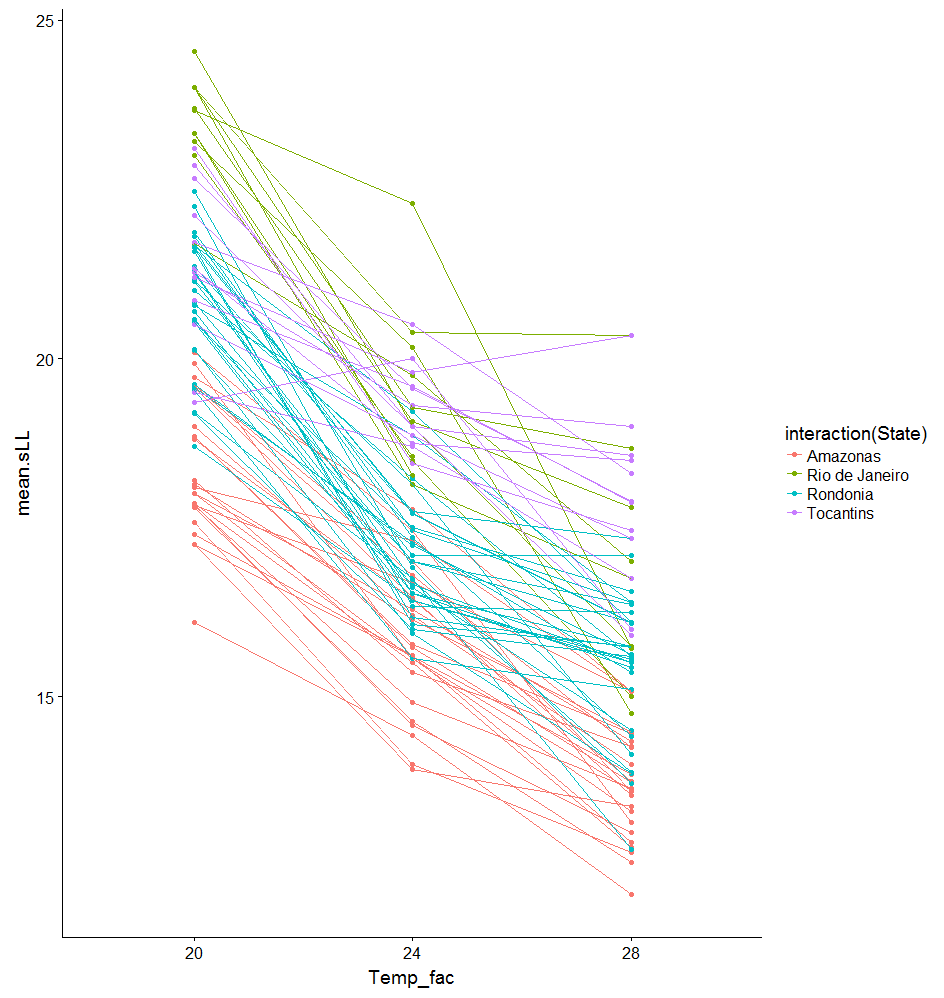 25
20
15
mean.sLL
20
24
28
Temp_fac
interaction(State)
Amazonas
Rio de Janeiro
Rondonia
Tocantins